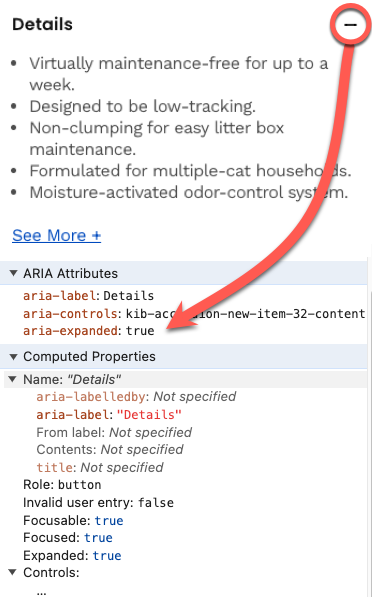 Details
Virtually maintenance-free for up to a
week.
Designed to be low-tracking.
Non-clumping for easy litter box
maintenance.
Formulated for multiple-cat households.
Moisture-activated odor-control system.
See More +
ARIA Attributes
aria-label: Details
aria-controls: kib-accordion-new-item-32-content
aria-expanded: true
Computed Properties
Name: "Details"
aria-labelledby: Not specified
aria-label: "Details"
From label: Not specified
Contents: Not specified
title: Not specified
Role: button
Invalid user entry: false
Focusable: true
Focused: true
Expanded: true
Controls:
...